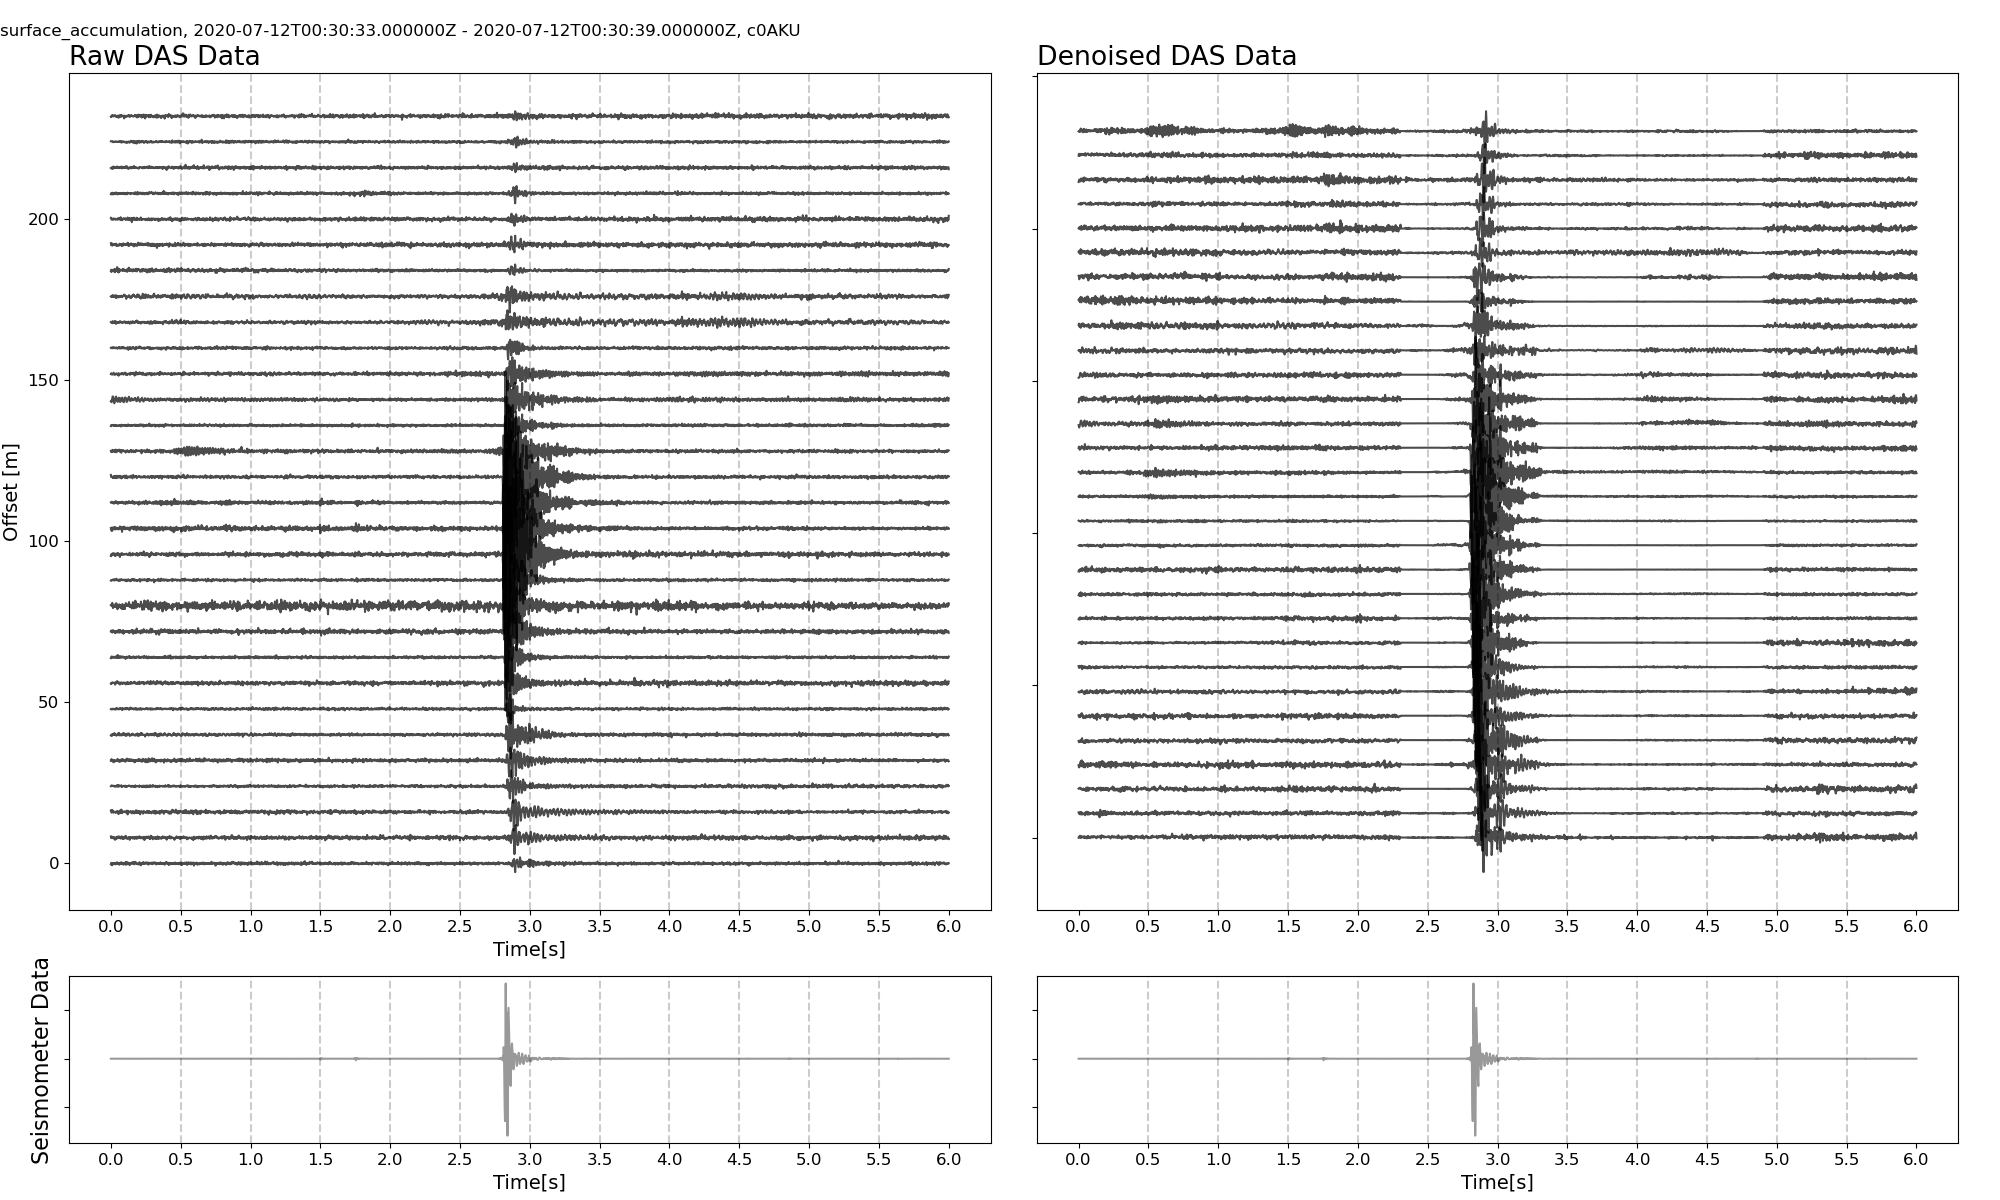 surface_accumulation, 2020-07-12T00:30:33.000000Z - 2020-07-12T00:30:39.000000Z, c0AKU
Raw DAS Data
Denoised DAS Data
Offset [m]
200
150
100
50
0
0.0 0.5 1.0 1.5 2.0 2.5 3.0 3.5 4.0 4.5 5.0 5.5 6.0
Time[s]
0.0 0.5 1.0 1.5 2.0 2.5 3.0 3.5 4.0 4.5 5.0 5.5 6.0
Seismometer Data
0.0 0.5 1.0 1.5 2.0 2.5 3.0 3.5 4.0 4.5 5.0 5.5 6.0
Time[s]
0.0 0.5 1.0 1.5 2.0 2.5 3.0 3.5 4.0 4.5 5.0 5.5 6.0
Time[s]